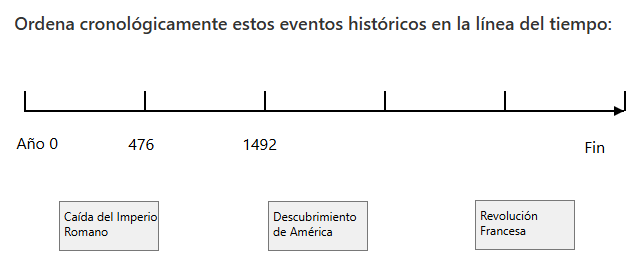 Ordena cronológicamente estos eventos históricos en la línea del tiempo:
Año 0
476
1492
Fin
Caída del Imperio
Romano
Descubrimiento
de América
Revolución
Francesa